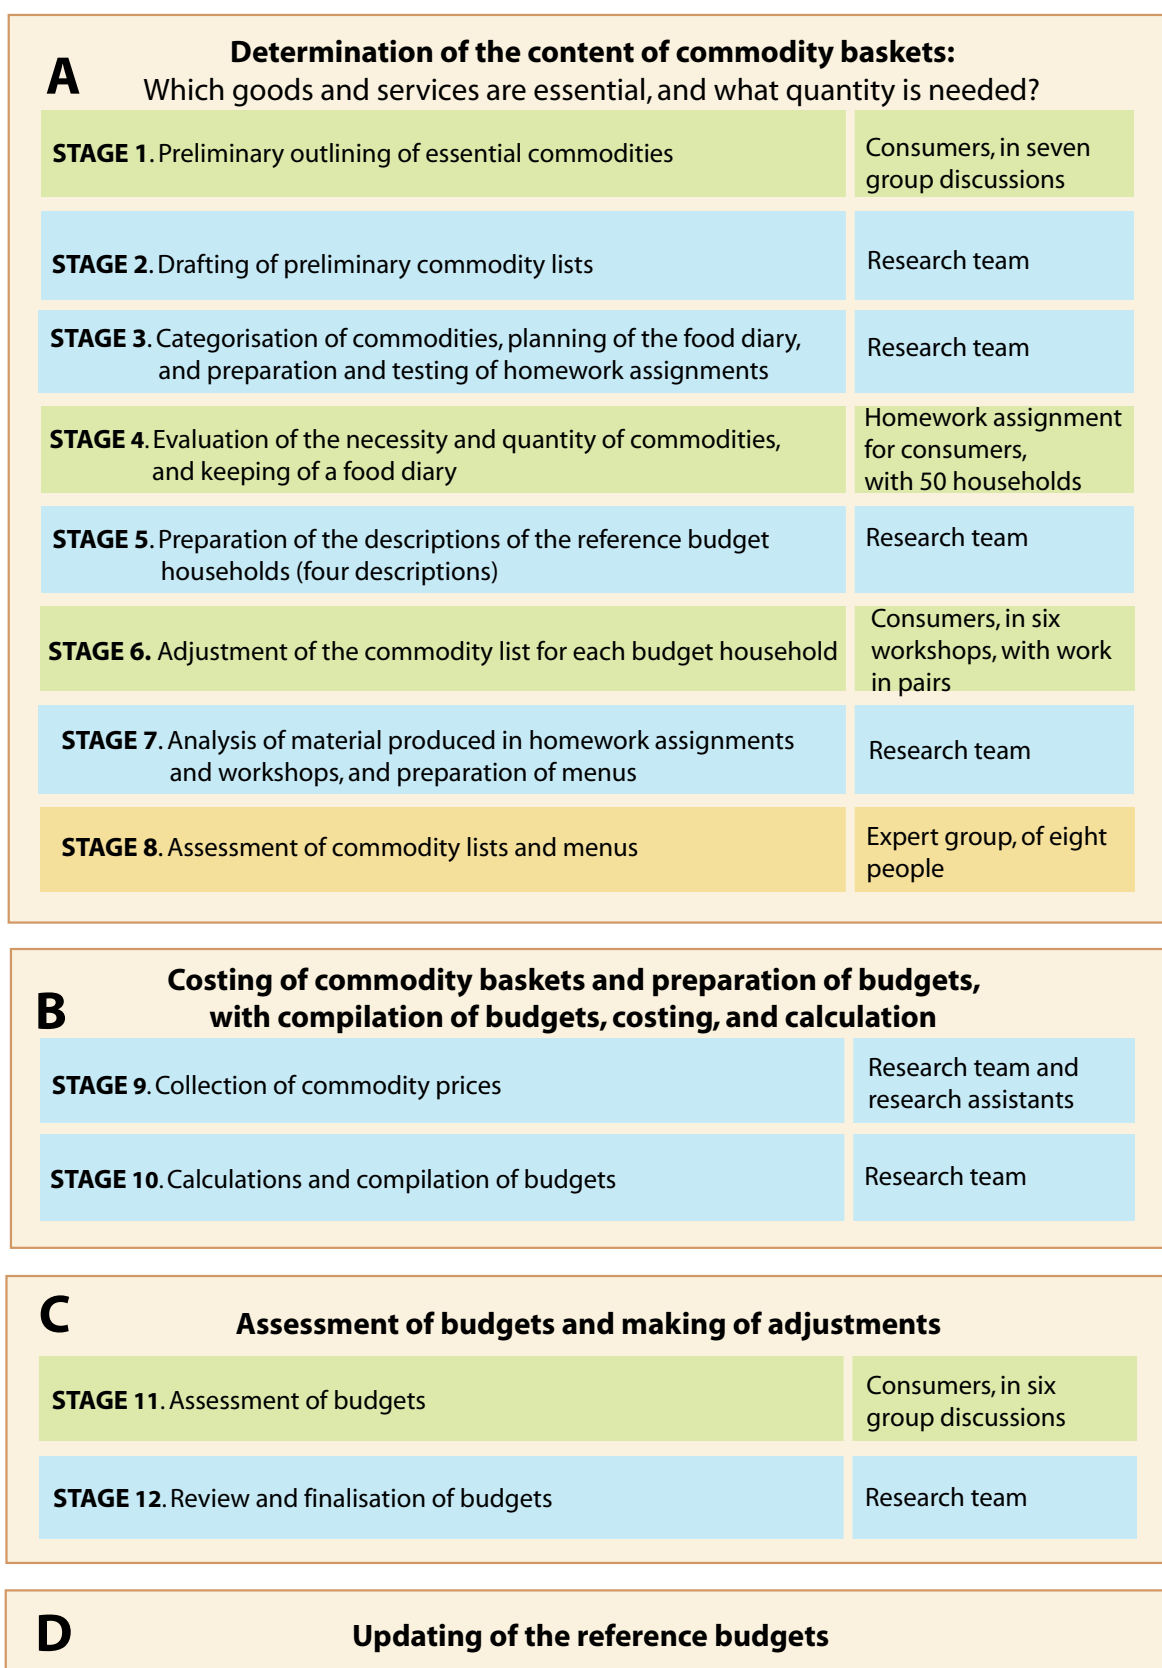 A
Determination of the content of commodity baskets:
Which goods and services are essential, and what quantity is needed?
STAGE 1. Preliminary outlining of essential commodities
Consumers, in seven
group discussions
STAGE 2. Drafting of preliminary commodity lists
Research team
STAGE 3. Categorisation of commodities, planning of the food diary,
and preparation and testing of homework assignments
Research team
STAGE 4. Evaluation of the necessity and quantity of commodities,
and keeping of a food diary
Homework assignment
for consumers,
with 50 households
STAGE 5. Preparation of the descriptions of the reference budget
households (four descriptions)
Research team
STAGE 6. Adjustment of the commodity list for each budget household
Consumers, in six
workshops, with work
in pairs
STAGE 7. Analysis of material produced in homework assignments
and workshops, and preparation of menus
Research team
STAGE 8. Assessment of commodity lists and menus
Expert group, of eight
people
B
Costing of commodity baskets and preparation of budgets,
with compilation of budgets, costing, and calculation
STAGE 9. Collection of commodity prices
Research team and
research assistants
STAGE 10. Calculations and compilation of budgets
Research team
C
Assessment of budgets and making of adjustments
STAGE 11. Assessment of budgets
Consumers, in six
group discussions
STAGE 12. Review and finalisation of budgets
Research team
D
Updating of the reference budgets